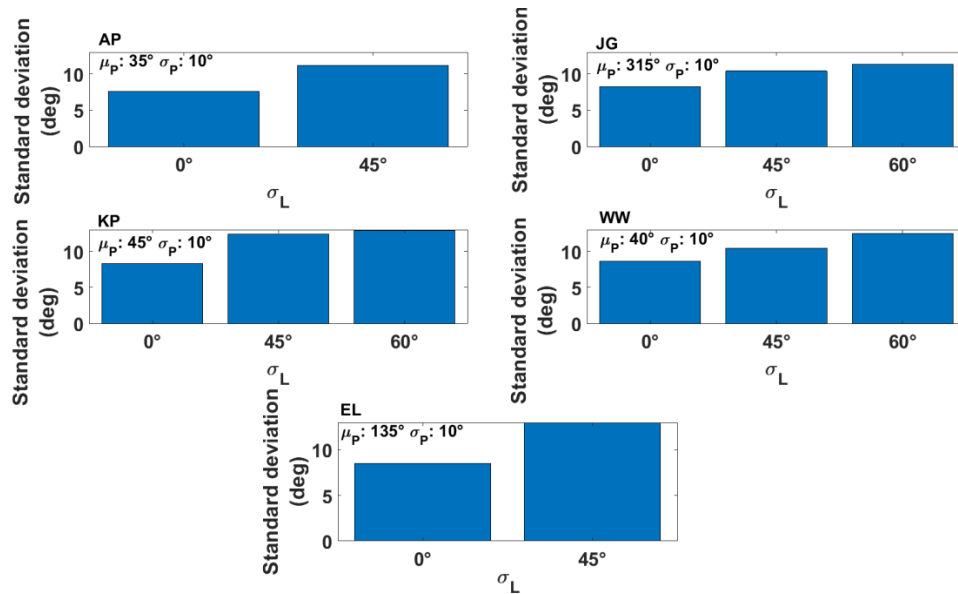 AP
μP: 35° σP: 10°
Standard deviation
(deg)
10
5
0
0°
45°
σL
JG
μP: 315° σP: 10°
Standard deviation
(deg)
10
5
0
0°
45°
60°
σL
KP
μP: 45° σP: 10°
Standard deviation
(deg)
10
5
0
0°
45°
60°
σL
WW
μP: 40° σP: 10°
Standard deviation
(deg)
10
5
0
0°
45°
60°
σL
EL
μP: 135° σP: 10°
Standard deviation
(deg)
10
5
0
0°
45°
σL